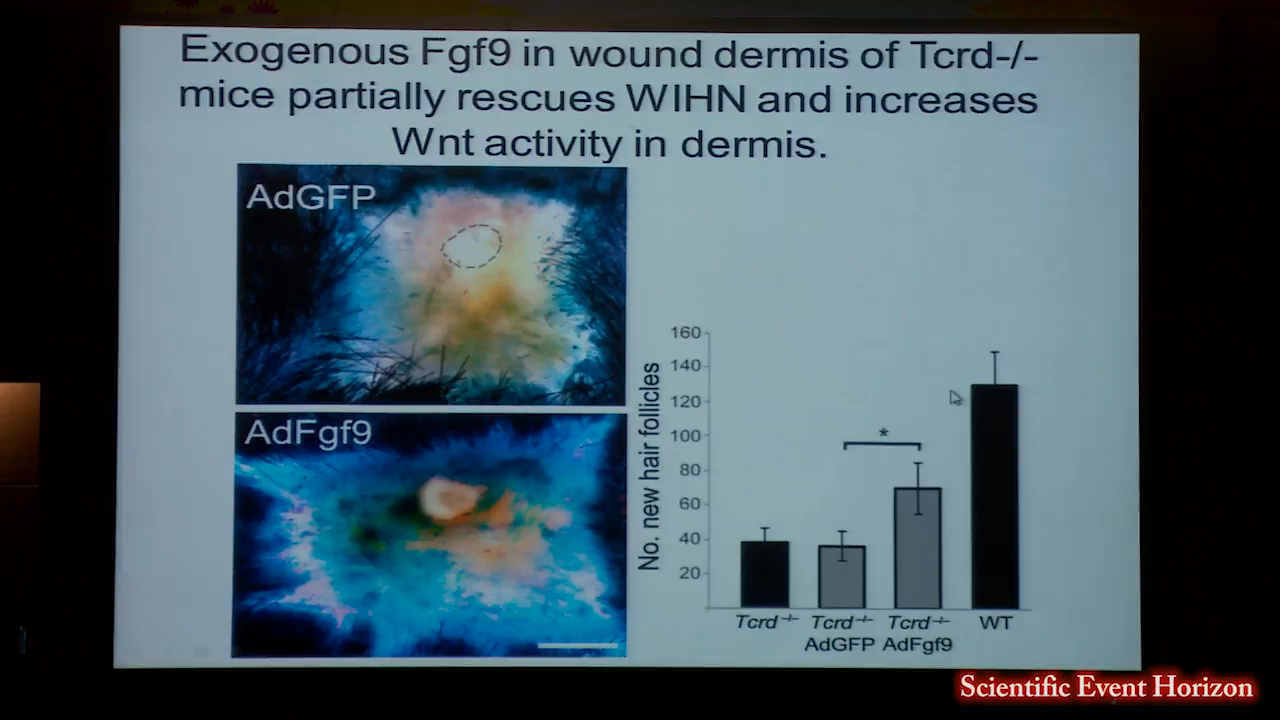 Exogenous Fgf9 in wound dermis of Tcrd-/-
mice partially rescues WIHN and increases
Wnt activity in dermis.
AdGFP
AdFgf9
No. new hair follicles
160
140
120
100
80
60
40
20
*
Tcrd−/−
Tcrd−/− AdGFP
Tcrd−/− AdFgf9
WT
Scientific Event Horizon